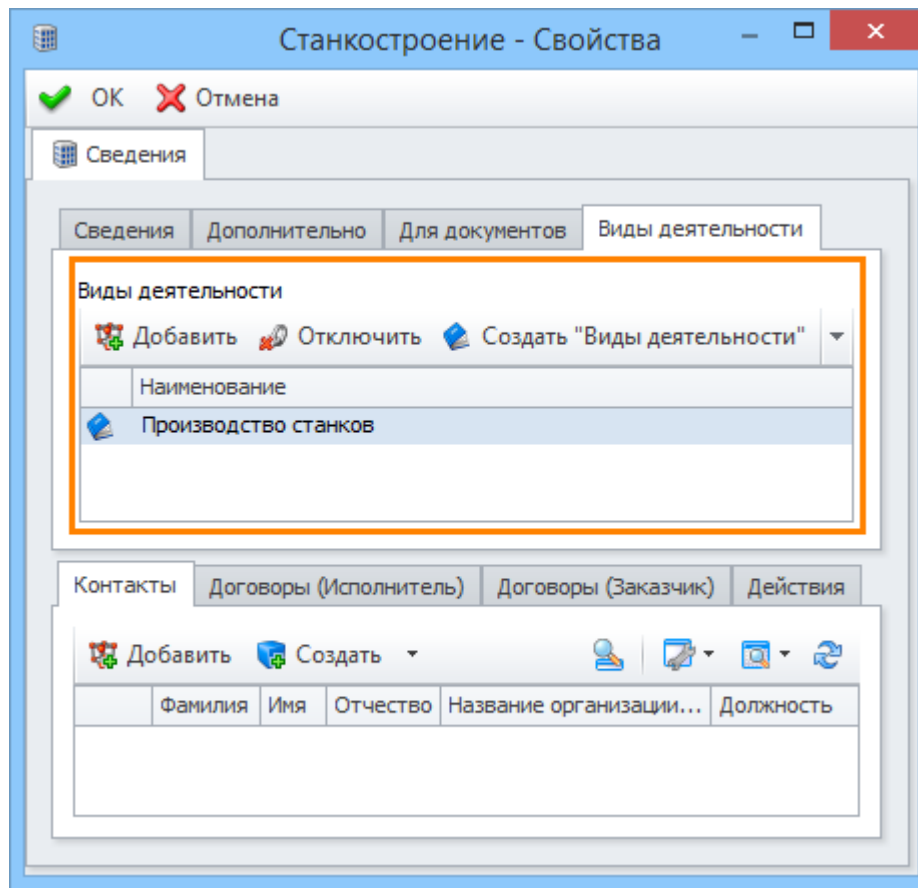 Станкостроение - Свойства
ОК Отмена
Сведения
Сведения Дополнительно Для документов Виды деятельности
Виды деятельности
Добавить Отключить Создать "Виды деятельности"
Наименование
Производство станков
Контакты Договоры (Исполнитель) Договоры (Заказчик) Действия
Добавить Создать
Фамилия Имя Отчество Название организации... Должность